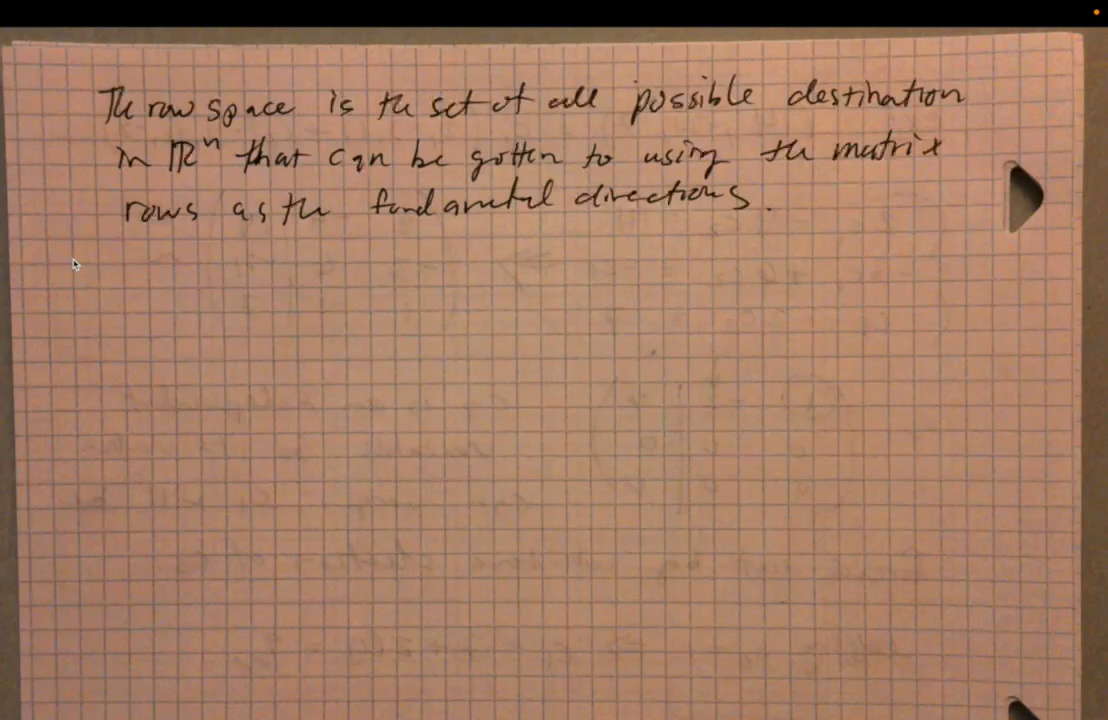 The row space is the set of all possible destination
in ℝⁿ that can be gotten to using the matrix
rows as the fundamental directions.